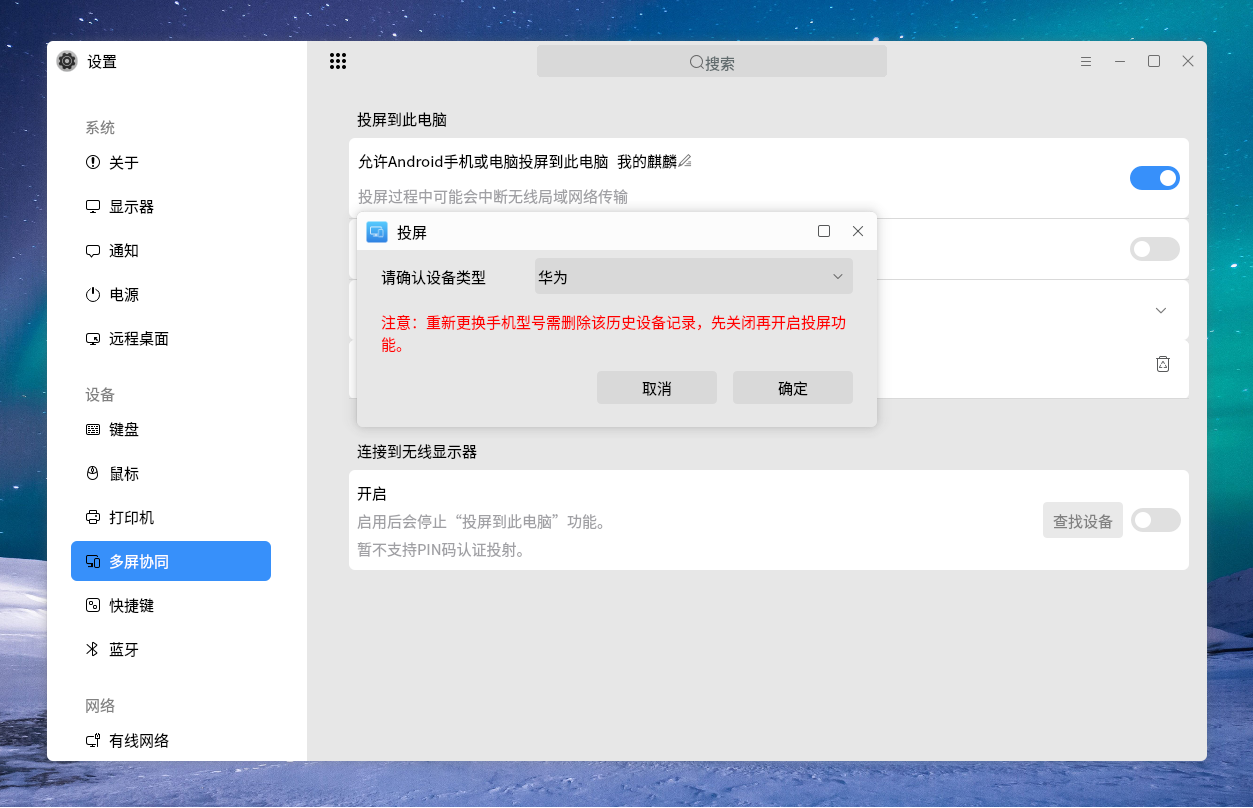 设置
搜索
系统
关于
显示器
通知
电源
远程桌面
设备
键盘
鼠标
打印机
多屏协同
快捷键
蓝牙
网络
有线网络
投屏到此电脑
允许Android手机或电脑投屏到此电脑 我的麒麟
投屏过程中可能会中断无线局域网络传输
投屏
请确认设备类型 华为
注意：重新更换手机型号需删除该历史设备记录，先关闭再开启投屏功
能。
取消 确定
连接到无线显示器
开启
启用后会停止“投屏到此电脑”功能。
暂不支持PIN码认证投射。
查找设备